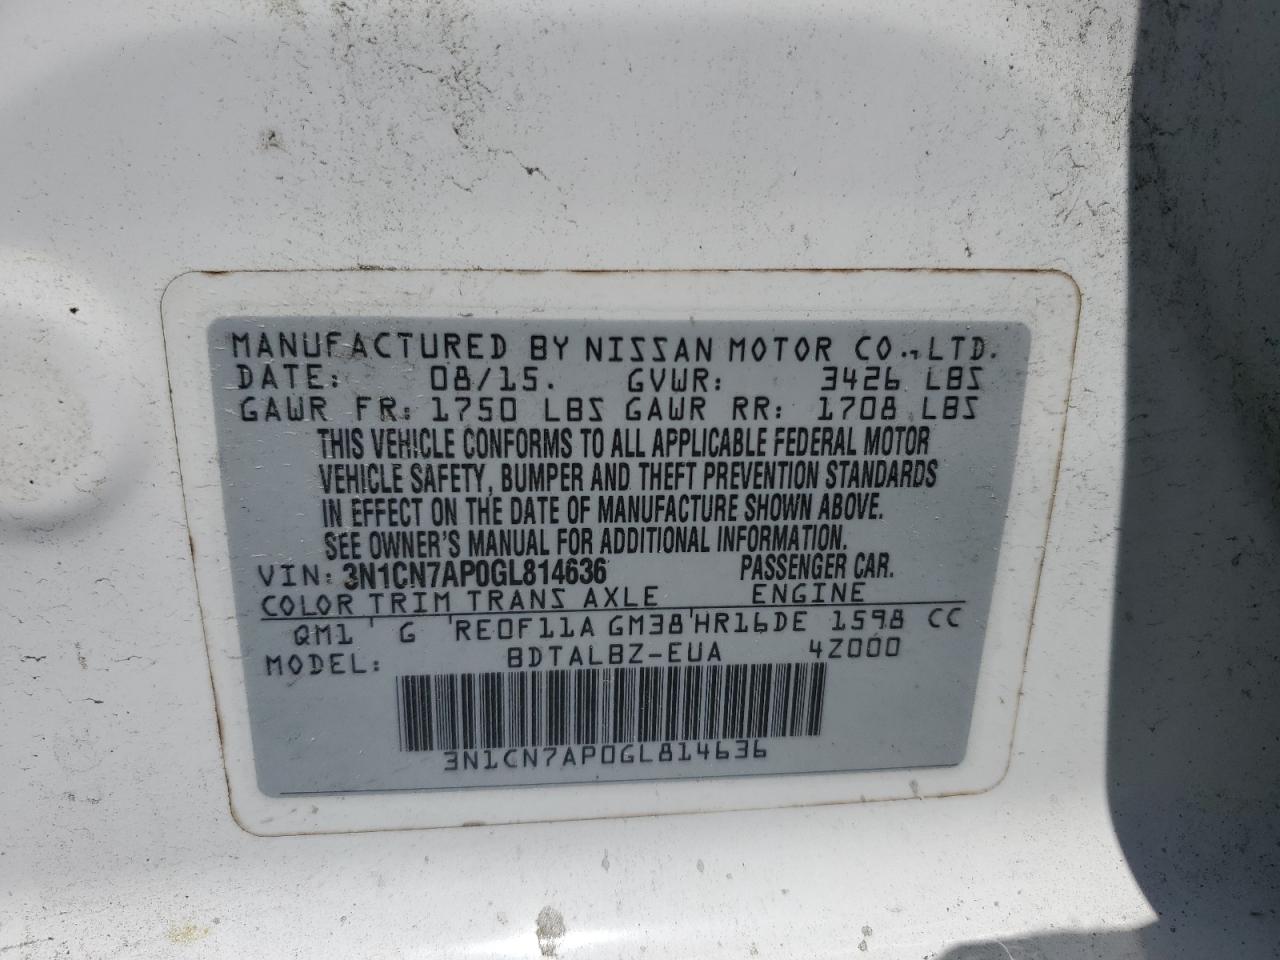 MANUFACTURED BY NISSAN MOTOR CO., LTD.
DATE: 08/15. GVWR: 3426 LBS
GAWR FR: 1750 LBS GAWR RR: 1708 LBS
THIS VEHICLE CONFORMS TO ALL APPLICABLE FEDERAL MOTOR
VEHICLE SAFETY, BUMPER AND THEFT PREVENTION STANDARDS
IN EFFECT ON THE DATE OF MANUFACTURE SHOWN ABOVE.
SEE OWNER'S MANUAL FOR ADDITIONAL INFORMATION.
VIN: 3N1CN7AP0GL814636 PASSENGER CAR.
COLOR TRIM TRANS AXLE ENGINE
QM1 G RE0F11A GM38 HR16DE 1598 CC
MODEL: BDTALBZ-EUA 4Z000
3N1CN7AP0GL814636